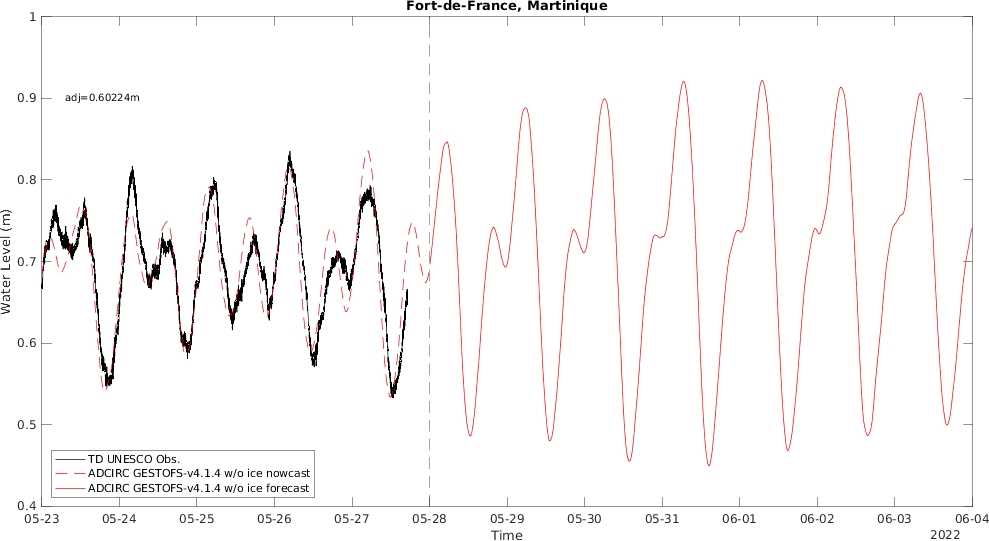 Fort-de-France, Martinique
1
0.9
adj=0.60224m
0.8
0.7
Water Level (m)
0.6
0.5
TD UNESCO Obs.
ADCIRC GESTOFS-v4.1.4 w/o ice nowcast
ADCIRC GESTOFS-v4.1.4 w/o ice forecast
0.4
05-23 05-24 05-25 05-26 05-27 05-28 05-29 05-30 05-31 06-01 06-02 06-03 06-04
Time
2022